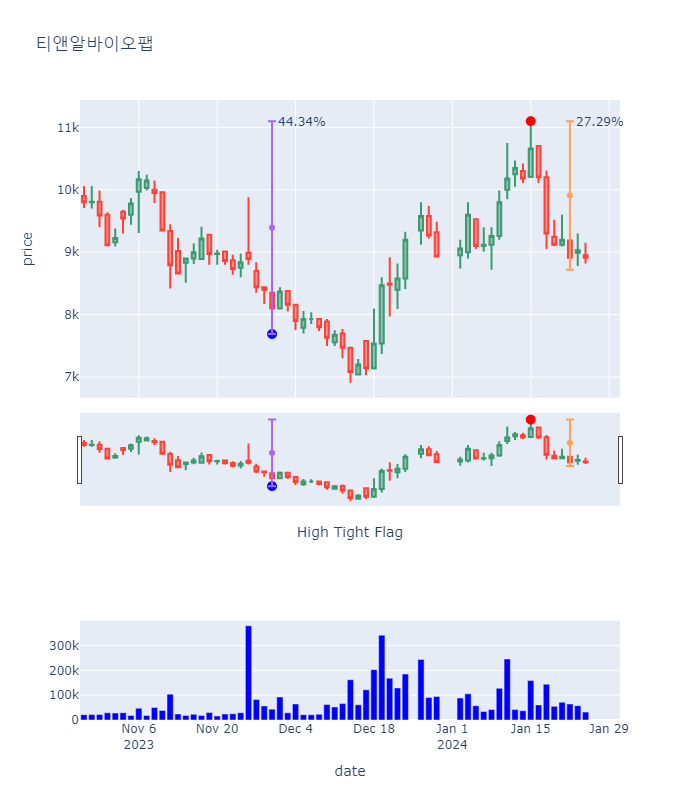 티앤알바이오팹
44.34%
27.29%
11k
10k
9k
8k
7k
price
High Tight Flag
300k
200k
100k
0
Nov 6
2023
Nov 20
Dec 4
Dec 18
Jan 1
2024
Jan 15
Jan 29
date